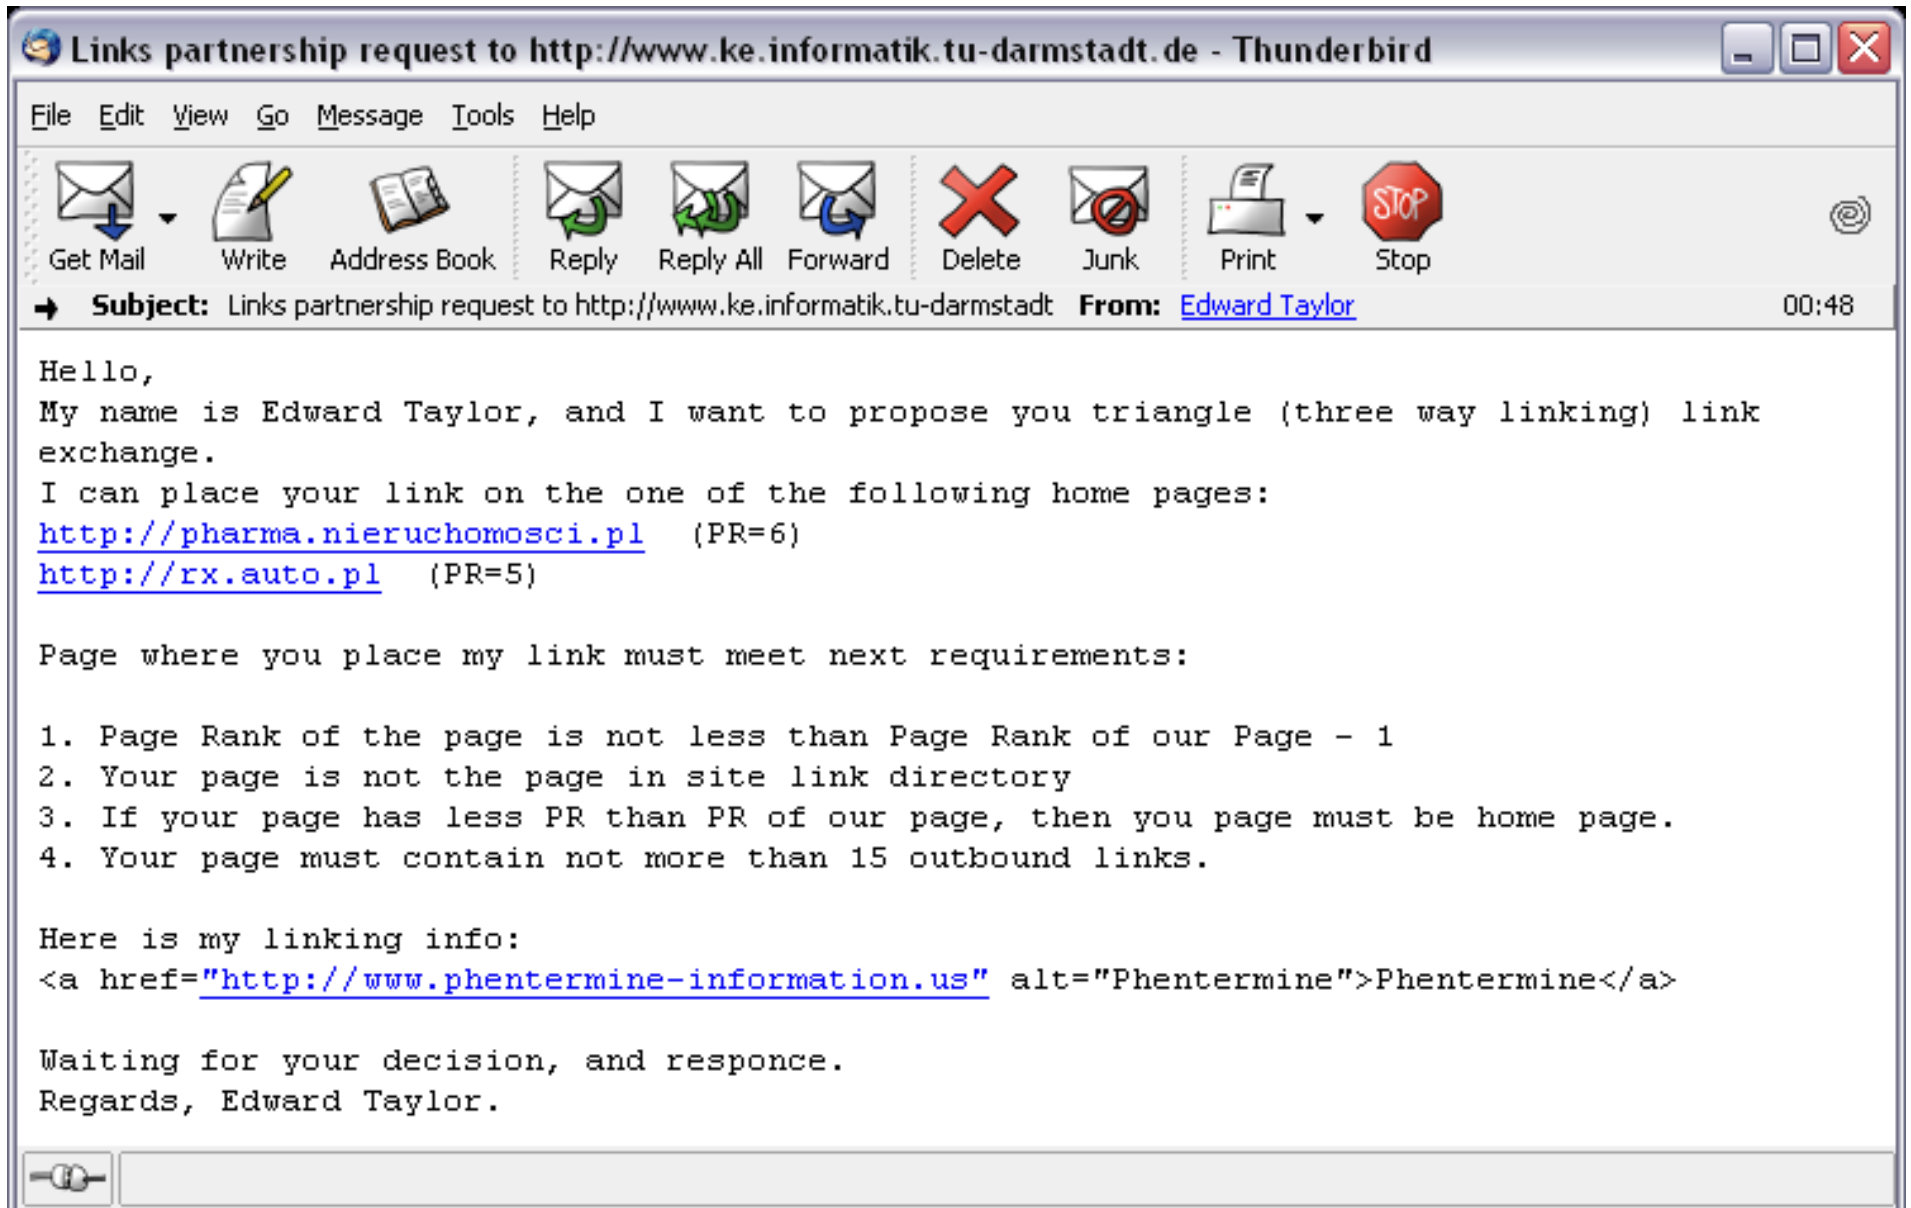 Links partnership request to http://www.ke.informatik.tu-darmstadt.de - Thunderbird
File Edit View Go Message Tools Help
STOP
Get Mail Write Address Book Reply Reply All Forward Delete Junk Print Stop
Subject: Links partnership request to http://www.ke.informatik.tu-darmstadt From: Edward Taylor 00:48
Hello,
My name is Edward Taylor, and I want to propose you triangle (three way linking) link
exchange.
I can place your link on the one of the following home pages:
http://pharma.nieruchomosci.pl (PR=6)
http://rx.auto.pl (PR=5)
Page where you place my link must meet next requirements:
1. Page Rank of the page is not less than Page Rank of our Page - 1
2. Your page is not the page in site link directory
3. If your page has less PR than PR of our page, then you page must be home page.
4. Your page must contain not more than 15 outbound links.
Here is my linking info:
<a href="http://www.phentermine-information.us" alt="Phentermine">Phentermine</a>
Waiting for your decision, and responce.
Regards, Edward Taylor.